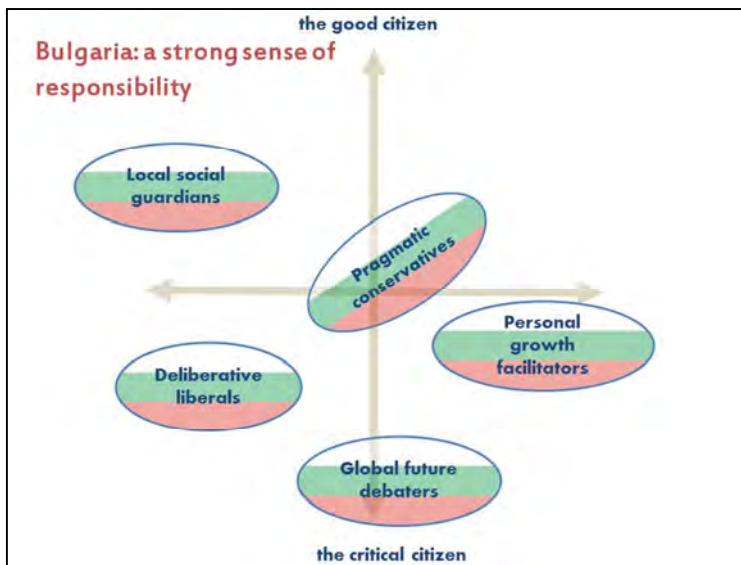 the good citizen
Bulgaria: a strong sense of
responsibility
Local social
guardians
Pragmatic
conservatives
Personal
growth
facilitators
Deliberative
liberals
Global future
debaters
the critical citizen